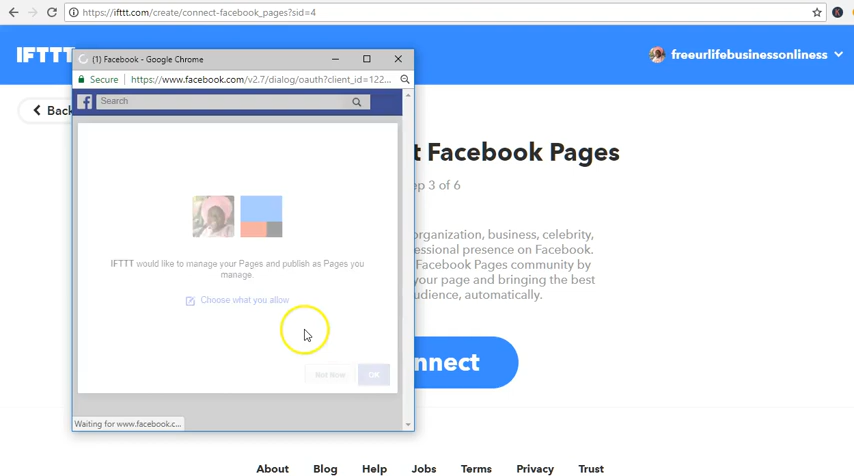 https://ifttt.com/create/connect-facebook_pages?sid=4
K
IFTTT
freeurlifebusinessonliness
Back
(1) Facebook - Google Chrome
Secure
https://www.facebook.com/v2.7/dialog/oauth?client_id=122...
Search
t Facebook Pages
ep 3 of 6
organization, business, celebrity,
essional presence on Facebook.
Facebook Pages community by
your page and bringing the best
udience, automatically.
IFTTT would like to manage your Pages and publish as Pages you
manage.
Choose what you allow
nnect
Not Now
OK
Waiting for www.facebook.c...
About
Blog
Help
Jobs
Terms
Privacy
Trust